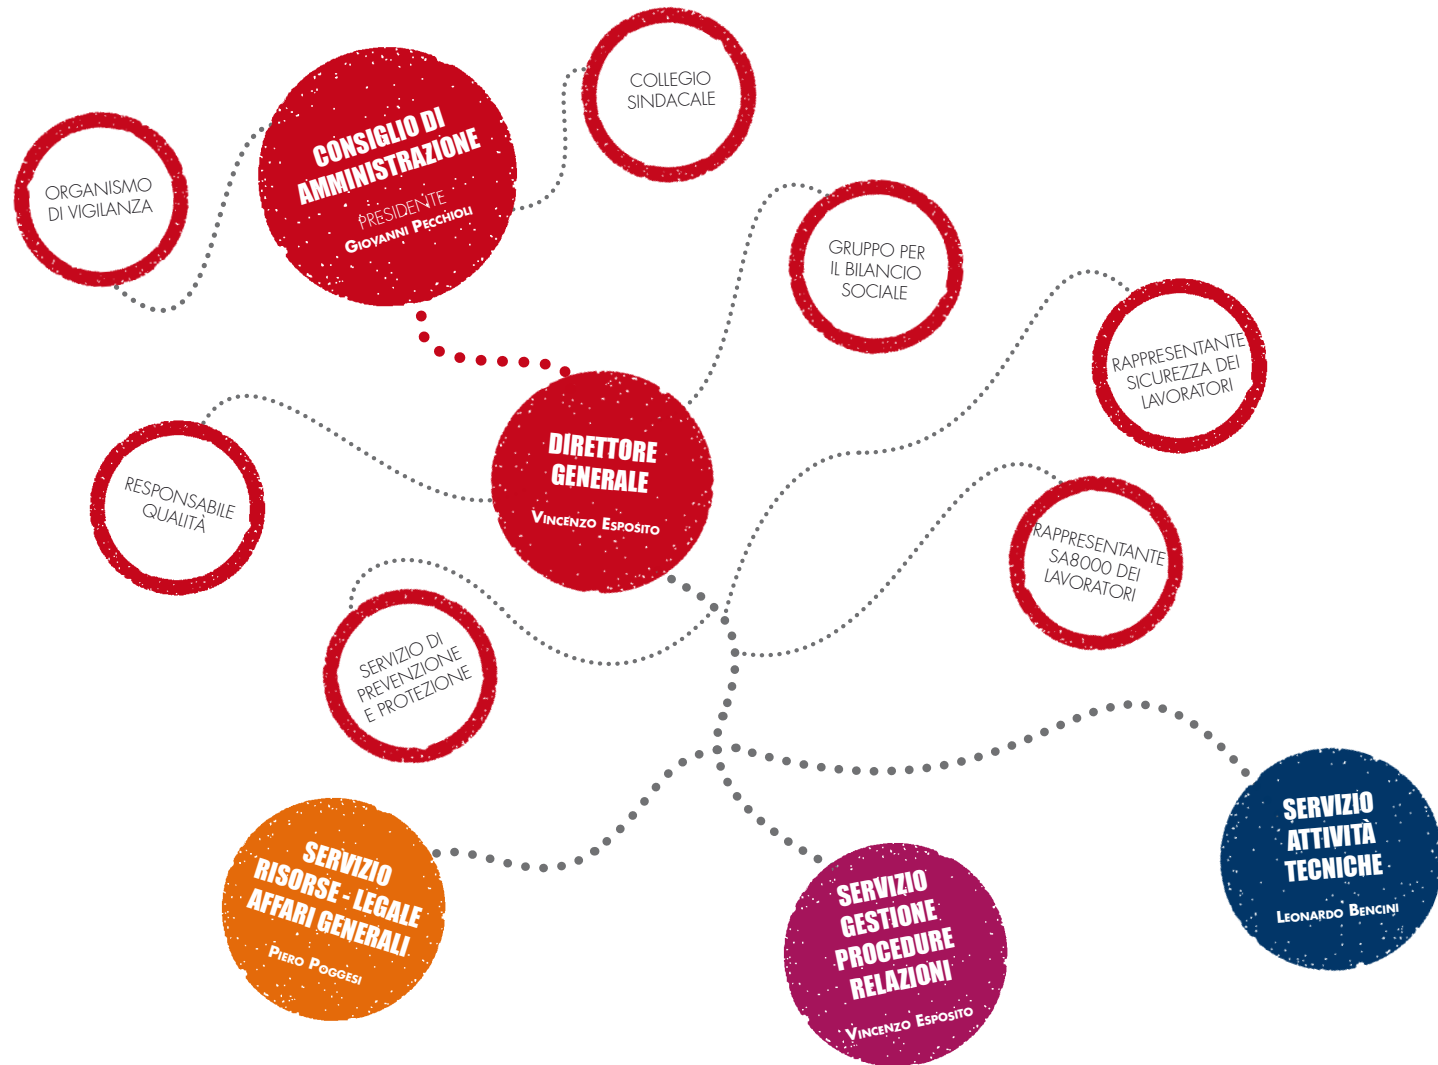 COLLEGIO
SINDACALE
CONSIGLIO DI
AMMINISTRAZIONE
PRESIDENTE
GIOVANNI PECCHIOLI
ORGANISMO
DI VIGILANZA
GRUPPO PER
IL BILANCIO
SOCIALE
RAPPRESENTANTE
SICUREZZA DEI
LAVORATORI
DIRETTORE
GENERALE
VINCENZO ESPOSITO
RESPONSABILE
QUALITÀ
RAPPRESENTANTE
SA8000 DEI
LAVORATORI
SERVIZIO DI
PREVENZIONE
E PROTEZIONE
SERVIZIO
RISORSE - LEGALE
AFFARI GENERALI
PIERO POGGESI
SERVIZIO
GESTIONE
PROCEDURE
RELAZIONI
VINCENZO ESPOSITO
SERVIZIO
ATTIVITÀ
TECNICHE
LEONARDO BENCINI